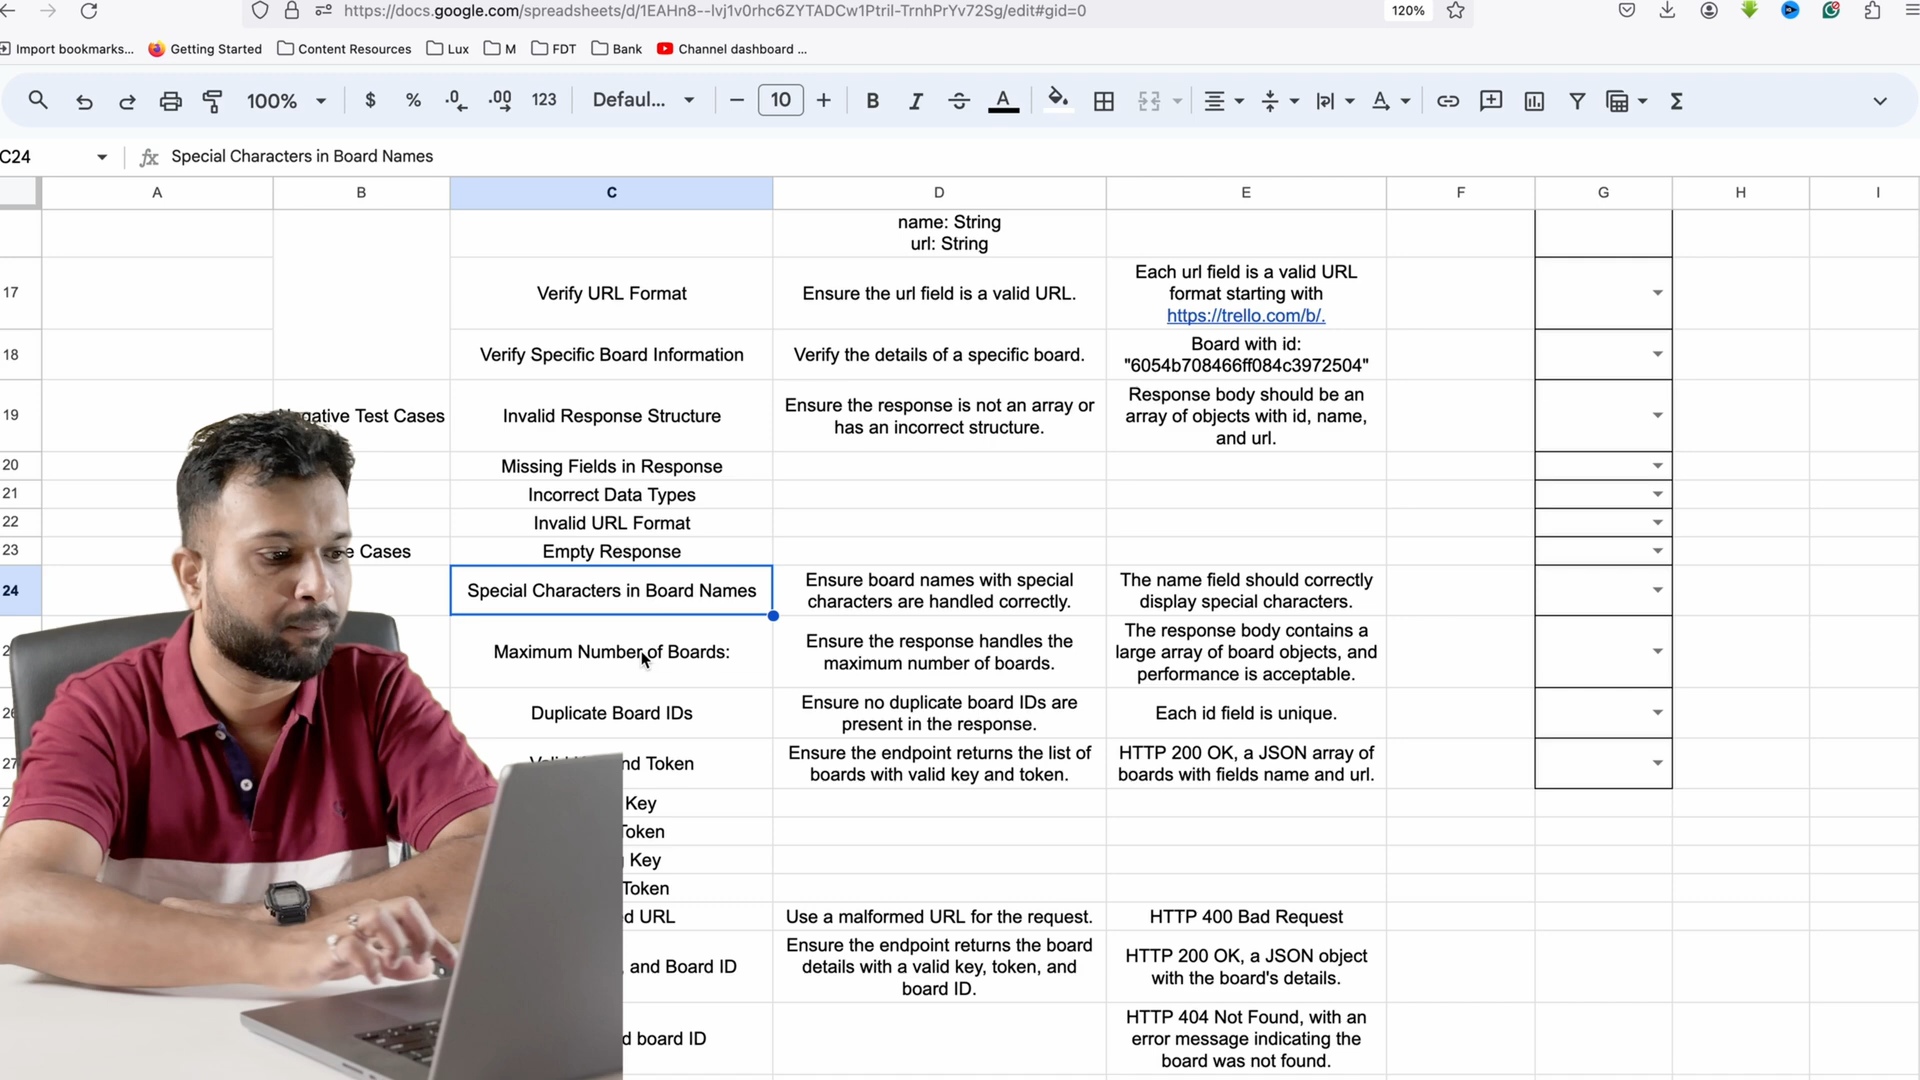 https://docs.google.com/spreadsheets/d/1EAHn8--lvj1v0rhc6ZYTADCw1Ptril-TrnhPrYv72Sg/edit#gid=0
120%
Import bookmarks...
Getting Started
Content Resources
Lux
M
FDT
Bank
Channel dashboard ...
100%
$
%
.0
.00
123
Defaul...
10
B
I
A
C24
fx
Special Characters in Board Names
A
B
C
D
E
F
G
H
I
name: String
url: String
17
Verify URL Format
Ensure the url field is a valid URL.
Each url field is a valid URL
format starting with
https://trello.com/b/.
18
Verify Specific Board Information
Verify the details of a specific board.
Board with id:
"6054b708466ff084c3972504"
19
Negative Test Cases
Invalid Response Structure
Ensure the response is not an array or
has an incorrect structure.
Response body should be an
array of objects with id, name,
and url.
20
Missing Fields in Response
21
Incorrect Data Types
22
Invalid URL Format
23
Cases
Empty Response
24
Special Characters in Board Names
Ensure board names with special
characters are handled correctly.
The name field should correctly
display special characters.
Maximum Number of Boards:
Ensure the response handles the
maximum number of boards.
The response body contains a
large array of board objects, and
performance is acceptable.
26
Duplicate Board IDs
Ensure no duplicate board IDs are
present in the response.
Each id field is unique.
27
Token
Ensure the endpoint returns the list of
boards with valid key and token.
HTTP 200 OK, a JSON array of
boards with fields name and url.
Key
Token
Key
Token
URL
Use a malformed URL for the request.
HTTP 400 Bad Request
and Board ID
Ensure the endpoint returns the board
details with a valid key, token, and
board ID.
HTTP 200 OK, a JSON object
with the board's details.
board ID
HTTP 404 Not Found, with an
error message indicating the
board was not found.